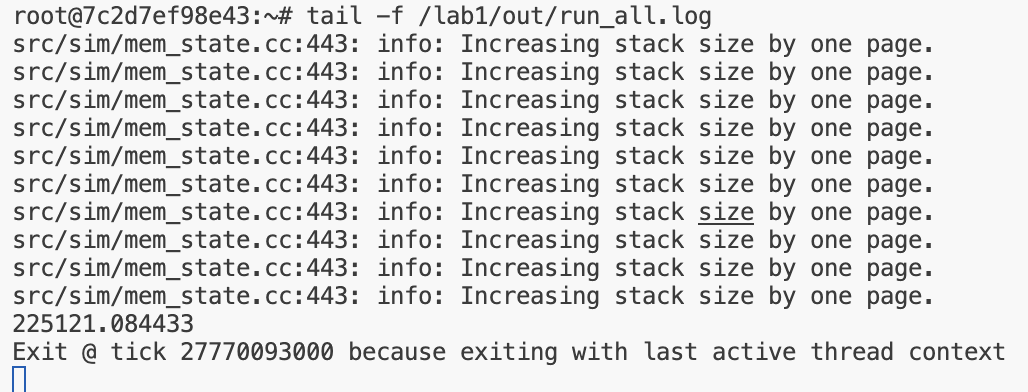 root@7c2d7ef98e43:~# tail -f /lab1/out/run_all.log
src/sim/mem_state.cc:443: info: Increasing stack size by one page.
src/sim/mem_state.cc:443: info: Increasing stack size by one page.
src/sim/mem_state.cc:443: info: Increasing stack size by one page.
src/sim/mem_state.cc:443: info: Increasing stack size by one page.
src/sim/mem_state.cc:443: info: Increasing stack size by one page.
src/sim/mem_state.cc:443: info: Increasing stack size by one page.
src/sim/mem_state.cc:443: info: Increasing stack size by one page.
src/sim/mem_state.cc:443: info: Increasing stack size by one page.
src/sim/mem_state.cc:443: info: Increasing stack size by one page.
src/sim/mem_state.cc:443: info: Increasing stack size by one page.
225121.084433
Exit @ tick 27770093000 because exiting with last active thread context